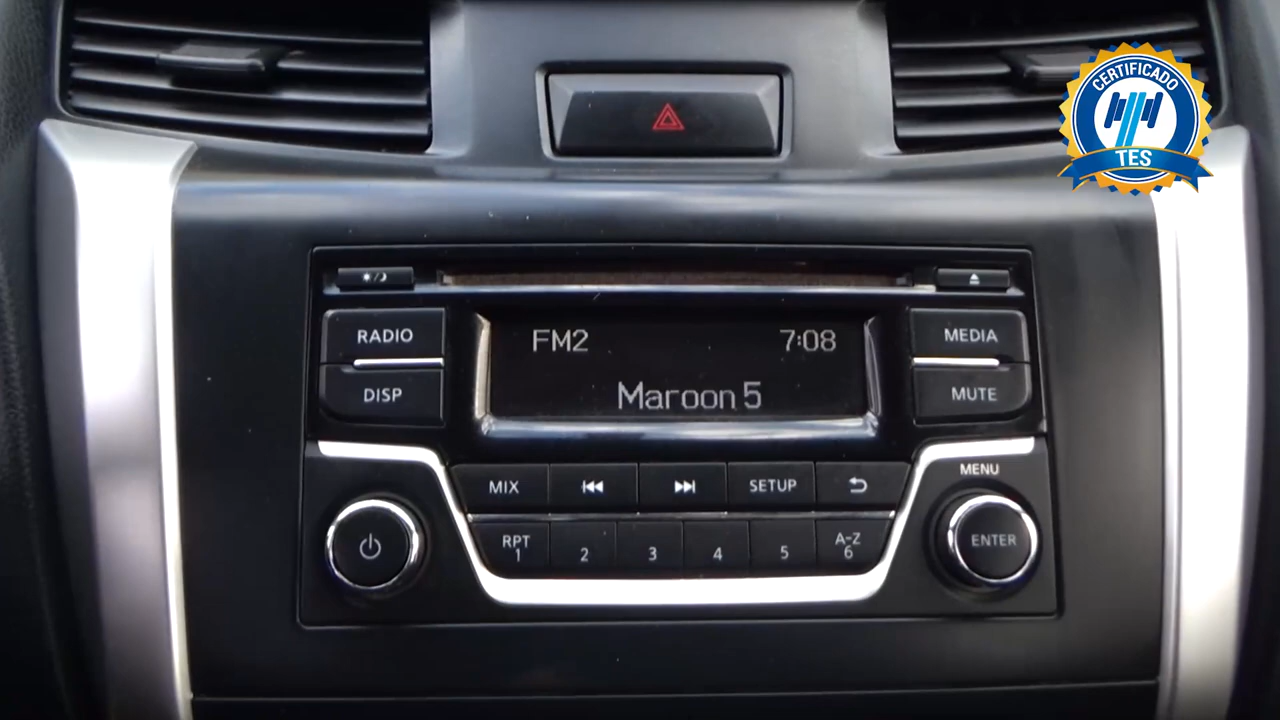 CERTIFICADO
TES
RADIO
FM2 7:08
MEDIA
DISP
Maroon 5
MUTE
MENU
MIX
SETUP
ENTER
RPT
1
2
3
4
5
A-Z
6